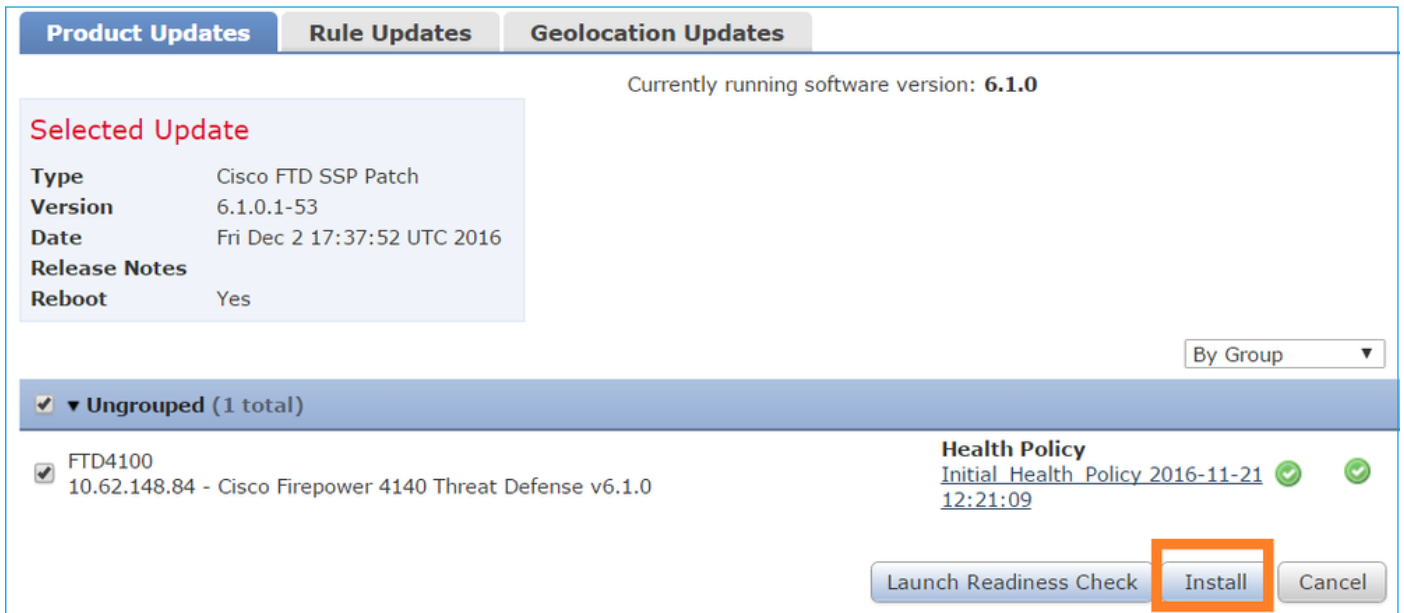 Product Updates
Rule Updates
Geolocation Updates
Currently running software version: 6.1.0
Selected Update
Type Cisco FTD SSP Patch
Version 6.1.0.1-53
Date Fri Dec 2 17:37:52 UTC 2016
Release Notes
Reboot Yes
By Group
Ungrouped (1 total)
FTD4100
10.62.148.84 - Cisco Firepower 4140 Threat Defense v6.1.0
Health Policy
Initial_Health_Policy 2016-11-21
12:21:09
Launch Readiness Check
Install
Cancel